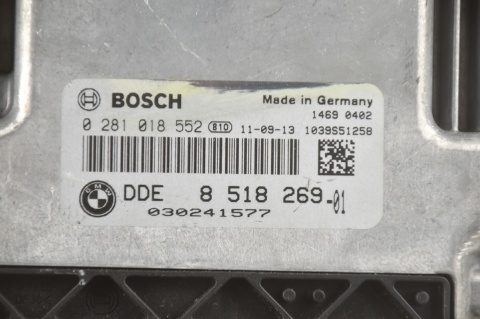 BOSCH
Made in Germany
1469 0402
0 281 018 552 810 11-09-13 1039S51258
BMW DDE 8 518 269-01
030241577